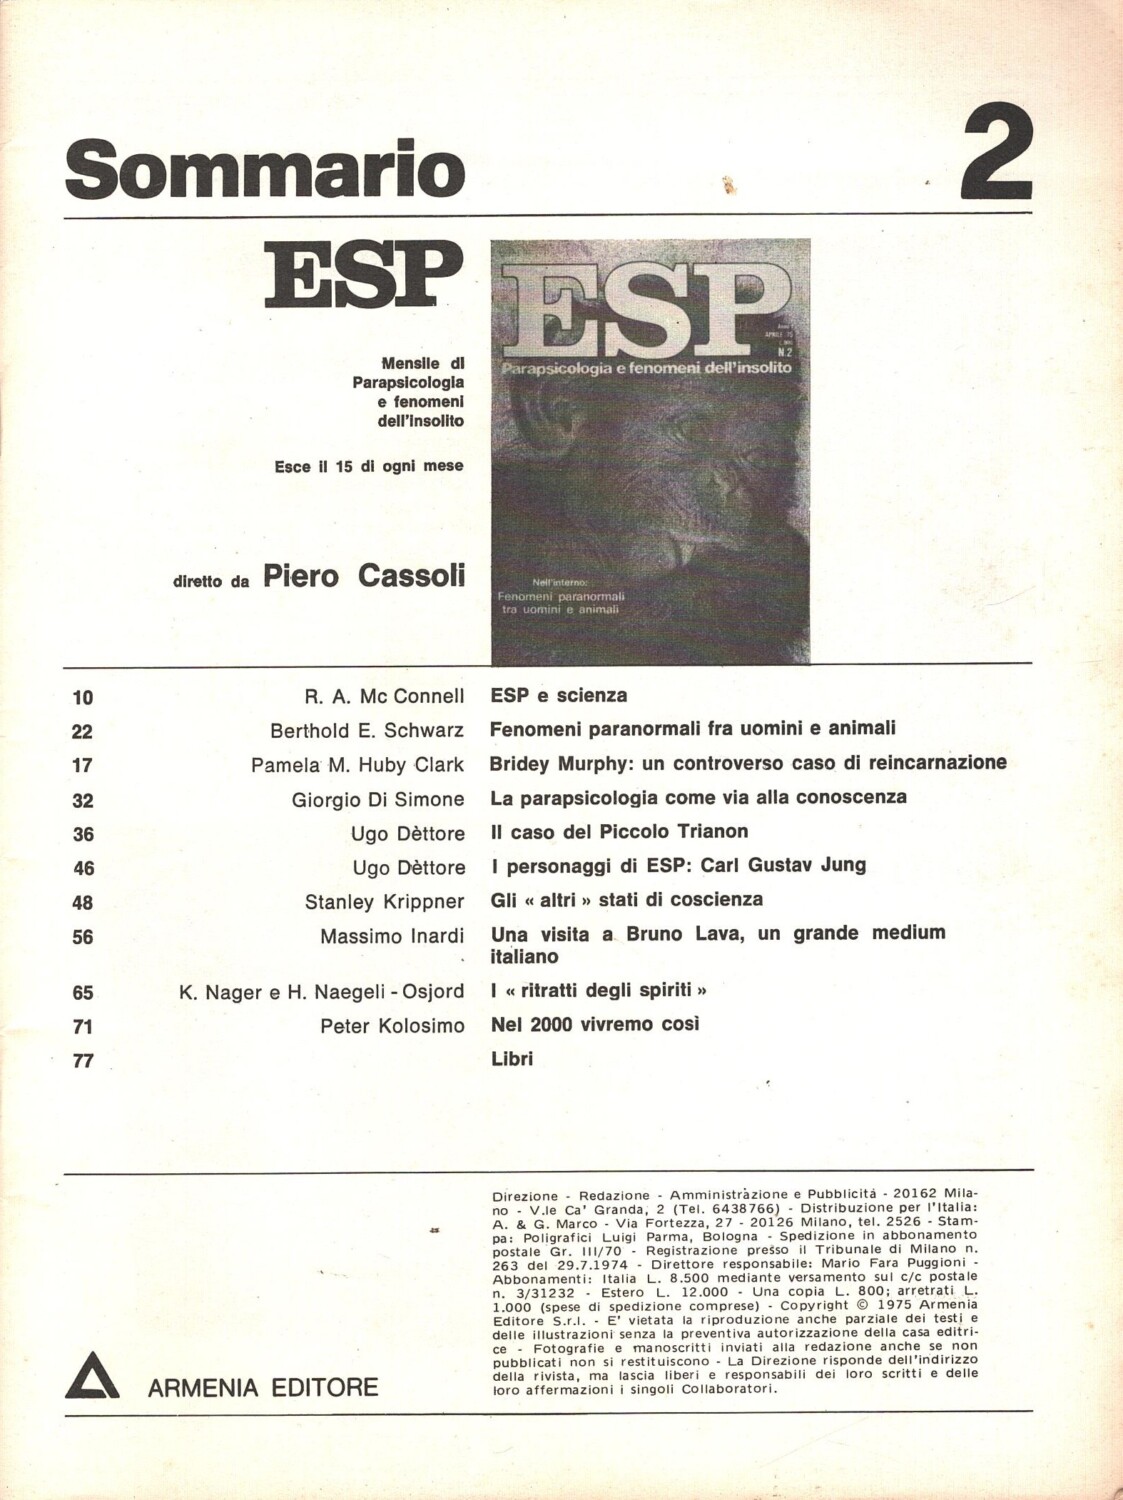 Sommario
2
ESP
Mensile di
Parapsicologia
e fenomeni
dell'insolito
Esce il 15 di ogni mese
diretto da Piero Cassoli
ESP
APRILE 75
N.2
Parapsicologia e fenomeni dell'insolito
Nell'interno:
Fenomeni paranormali
tra uomini e animali
10 R. A. Mc Connell ESP e scienza
22 Berthold E. Schwarz Fenomeni paranormali fra uomini e animali
17 Pamela M. Huby Clark Bridey Murphy: un controverso caso di reincarnazione
32 Giorgio Di Simone La parapsicologia come via alla conoscenza
36 Ugo Dèttore Il caso del Piccolo Trianon
46 Ugo Dèttore I personaggi di ESP: Carl Gustav Jung
48 Stanley Krippner Gli « altri » stati di coscienza
56 Massimo Inardi Una visita a Bruno Lava, un grande medium
italiano
65 K. Nager e H. Naegeli - Osjord I « ritratti degli spiriti »
71 Peter Kolosimo Nel 2000 vivremo così
77 Libri
Direzione - Redazione - Amministràzione e Pubblicità - 20162 Mila-
no - V.le Ca' Granda, 2 (Tel. 6438766) - Distribuzione per l'Italia:
A. & G. Marco - Via Fortezza, 27 - 20126 Milano, tel. 2526 - Stam-
pa: Poligrafici Luigi Parma, Bologna - Spedizione in abbonamento
postale Gr. III/70 - Registrazione presso il Tribunale di Milano n.
263 del 29.7.1974 - Direttore responsabile: Mario Fara Puggioni -
Abbonamenti: Italia L. 8.500 mediante versamento sul c/c postale
n. 3/31232 - Estero L. 12.000 - Una copia L. 800; arretrati L.
1.000 (spese di spedizione comprese) - Copyright © 1975 Armenia
Editore S.r.l. - E' vietata la riproduzione anche parziale dei testi e
delle illustrazioni senza la preventiva autorizzazione della casa editri-
ce - Fotografie e manoscritti inviati alla redazione anche se non
pubblicati non si restituiscono - La Direzione risponde dell'indirizzo
della rivista, ma lascia liberi e responsabili dei loro scritti e delle
loro affermazioni i singoli Collaboratori.
ARMENIA EDITORE